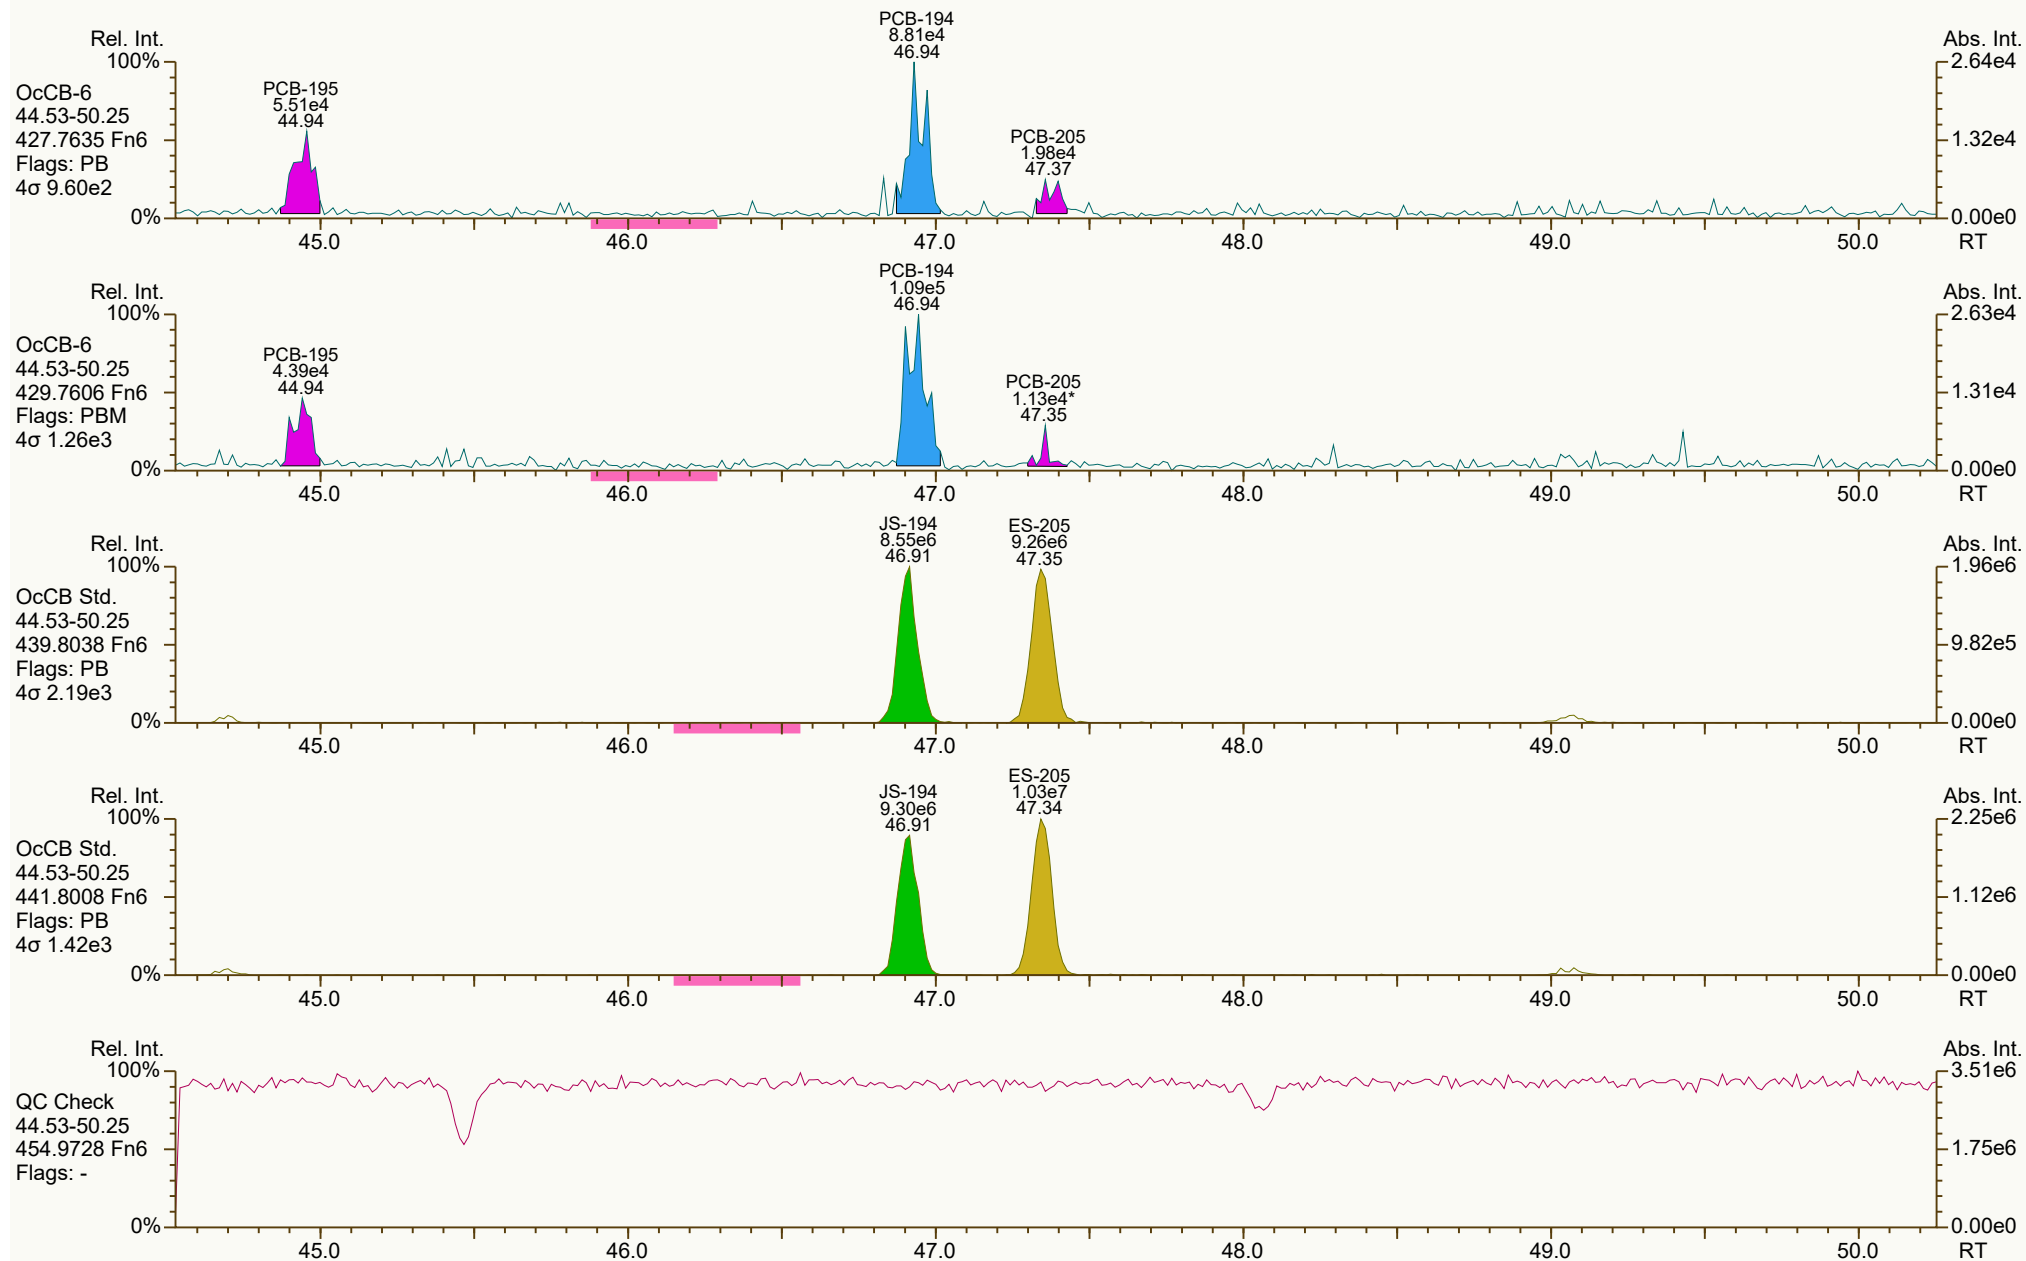 PCB-194
8.81e4
46.94
Rel. Int.
Abs. Int.
100%
2.64e4
PCB-195
5.51e4
44.94
OcCB-6
44.53-50.25
427.7635 Fn6
Flags: PB
4σ 9.60e2
PCB-205
1.98e4
47.37
1.32e4
0%
0.00e0
45.0 46.0 47.0 48.0 49.0 50.0 RT
PCB-194
1.09e5
46.94
Rel. Int.
Abs. Int.
100%
2.63e4
OcCB-6
44.53-50.25
429.7606 Fn6
Flags: PBM
4σ 1.26e3
PCB-195
4.39e4
44.94
PCB-205
1.13e4*
47.35
1.31e4
0%
0.00e0
45.0 46.0 47.0 48.0 49.0 50.0 RT
JS-194
8.55e6
46.91
ES-205
9.26e6
47.35
Rel. Int.
Abs. Int.
100%
1.96e6
OcCB Std.
44.53-50.25
439.8038 Fn6
Flags: PB
4σ 2.19e3
9.82e5
0%
0.00e0
45.0 46.0 47.0 48.0 49.0 50.0 RT
JS-194
9.30e6
46.91
ES-205
1.03e7
47.34
Rel. Int.
Abs. Int.
100%
2.25e6
OcCB Std.
44.53-50.25
441.8008 Fn6
Flags: PB
4σ 1.42e3
1.12e6
0%
0.00e0
45.0 46.0 47.0 48.0 49.0 50.0 RT
Rel. Int.
Abs. Int.
100%
3.51e6
QC Check
44.53-50.25
454.9728 Fn6
Flags: -
1.75e6
0%
0.00e0
45.0 46.0 47.0 48.0 49.0 50.0 RT